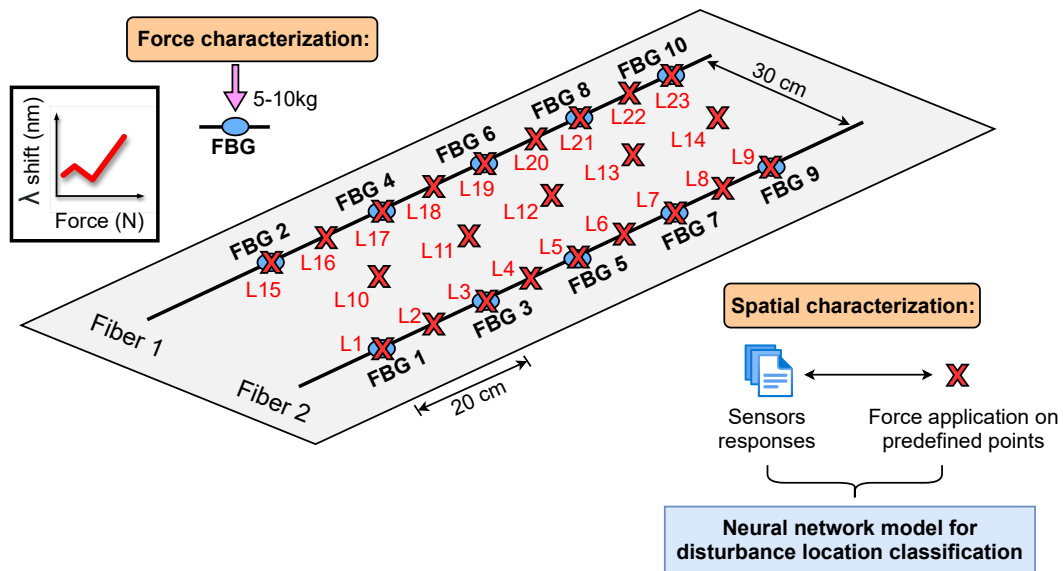 Force characterization:
5-10kg
FBG
λ shift (nm)
Force (N)
FBG 10
FBG 8
FBG 6
FBG 4
FBG 2
30 cm
L23
L22
L21
L20
L19
L18
L17
L16
L15
L14
L13
L12
L11
L10
L9
L8
L7
L6
L5
L4
L3
L2
L1
FBG 9
FBG 7
FBG 5
FBG 3
FBG 1
Fiber 1
Fiber 2
20 cm
Spatial characterization:
Sensors
responses
Force application on
predefined points
Neural network model for
disturbance location classification